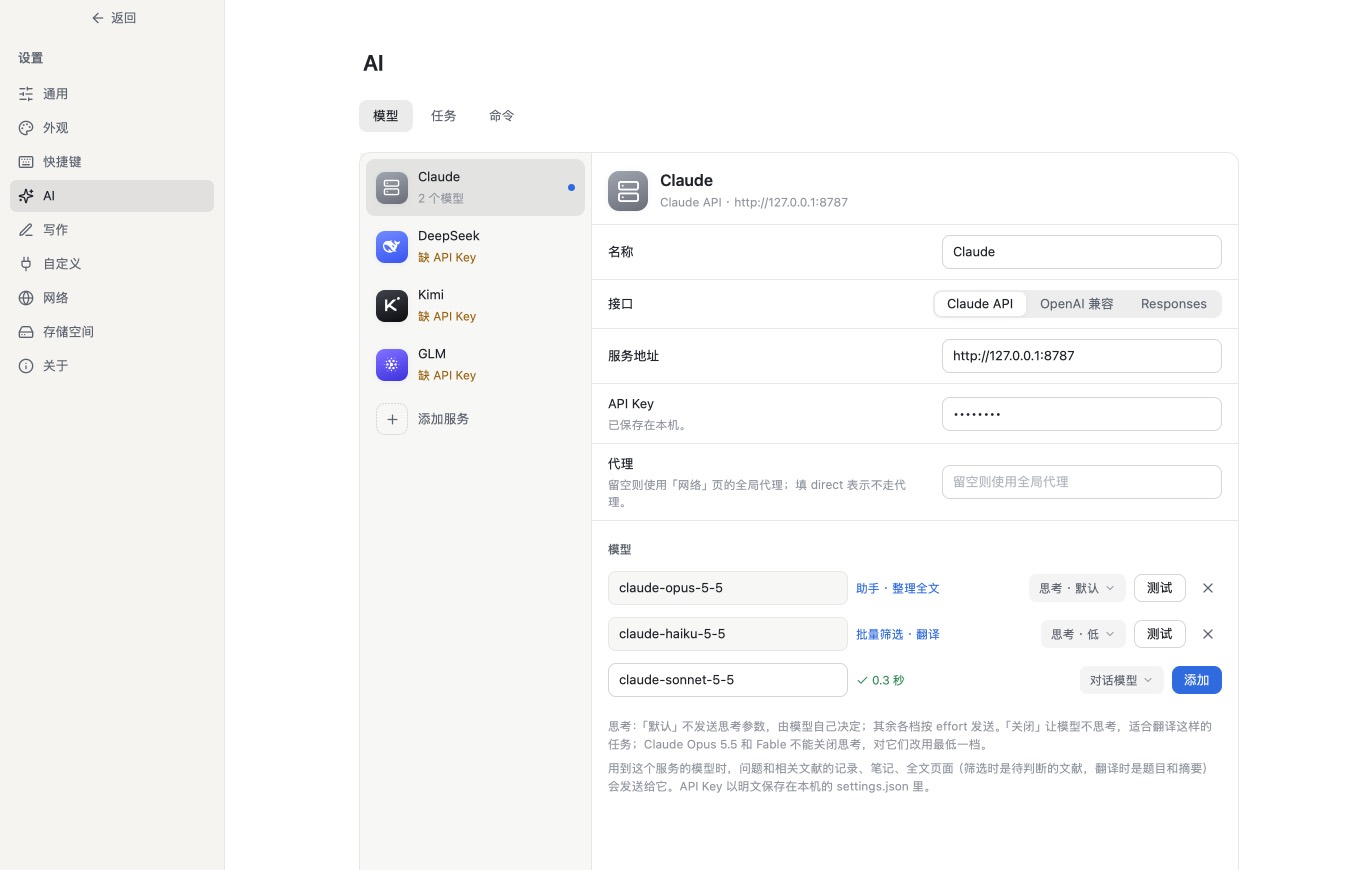 返回
设置
通用
外观
快捷键
AI
写作
自定义
网络
存储空间
关于
AI
模型 任务 命令
Claude
2 个模型
DeepSeek
缺 API Key
Kimi
缺 API Key
GLM
缺 API Key
添加服务
Claude
Claude API · http://127.0.0.1:8787
名称 Claude
接口 Claude API OpenAI 兼容 Responses
服务地址 http://127.0.0.1:8787
API Key ••••••••
已保存在本机。
代理
留空则使用「网络」页的全局代理；填 direct 表示不走代
理。
留空则使用全局代理
模型
claude-opus-5-5 助手 · 整理全文 思考 · 默认 测试
claude-haiku-5-5 批量筛选 · 翻译 思考 · 低 测试
claude-sonnet-5-5 0.3 秒 对话模型 添加
思考：「默认」不发送思考参数，由模型自己决定；其余各档按 effort 发送。「关闭」让模型不思考，适合翻译这样的
任务；Claude Opus 5.5 和 Fable 不能关闭思考，对它们改用最低一档。
用到这个服务的模型时，问题和相关文献的记录、笔记、全文页面（筛选时是待判断的文献，翻译时是题目和摘要）
会发送给它。API Key 以明文保存在本机的 settings.json 里。